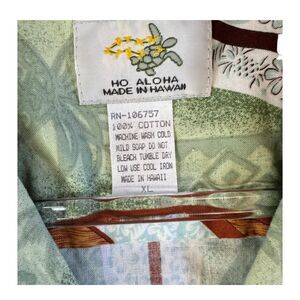 HO ALOHA
MADE IN HAWAII
RN-106757
100% COTTON
MACHINE WASH COLD
MILD SOAP DO NOT
BLEACH TUMBLE DRY
LOW USE COOL IRON
MADE IN HAWAII
XL